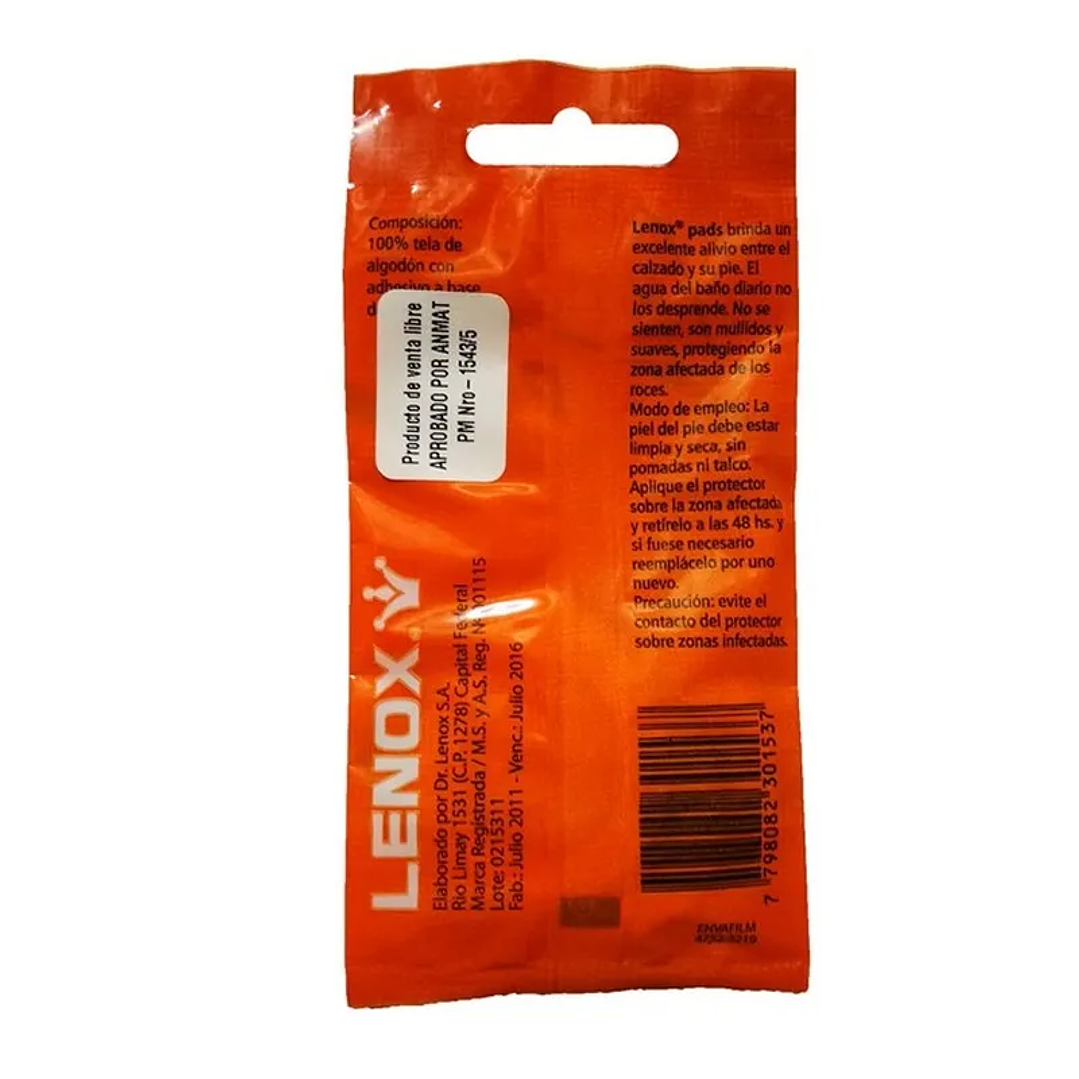 Composición:
100% tela de
algodón con
adhesivo a base
Producto de venta libre
APROBADO POR ANMAT
PM Nro – 1543/5
LENOX
Elaborado por Dr. Lenox S.A.
Rio Limay 1531 (C.P. 1278) Capital Federal
Marca Registrada / M.S. y A.S. Reg. Nº 001115
Lote: 0215311
Fab.: Julio 2011 - Venc.: Julio 2016
Lenox® pads brinda un
excelente alivio entre el
calzado y su pie. El
agua del baño diario no
los desprende. No se
sienten, son mullidos y
suaves, protegiendo la
zona afectada de los
roces.
Modo de empleo: La
piel del pie debe estar
limpia y seca, sin
pomadas ni talco.
Aplique el protector
sobre la zona afectada
y retírelo a las 48 hs. y
si fuese necesario
reemplácelo por uno
nuevo.
Precaución: evite el
contacto del protector
sobre zonas infectadas.
7 798082 301537
ENVAFILM